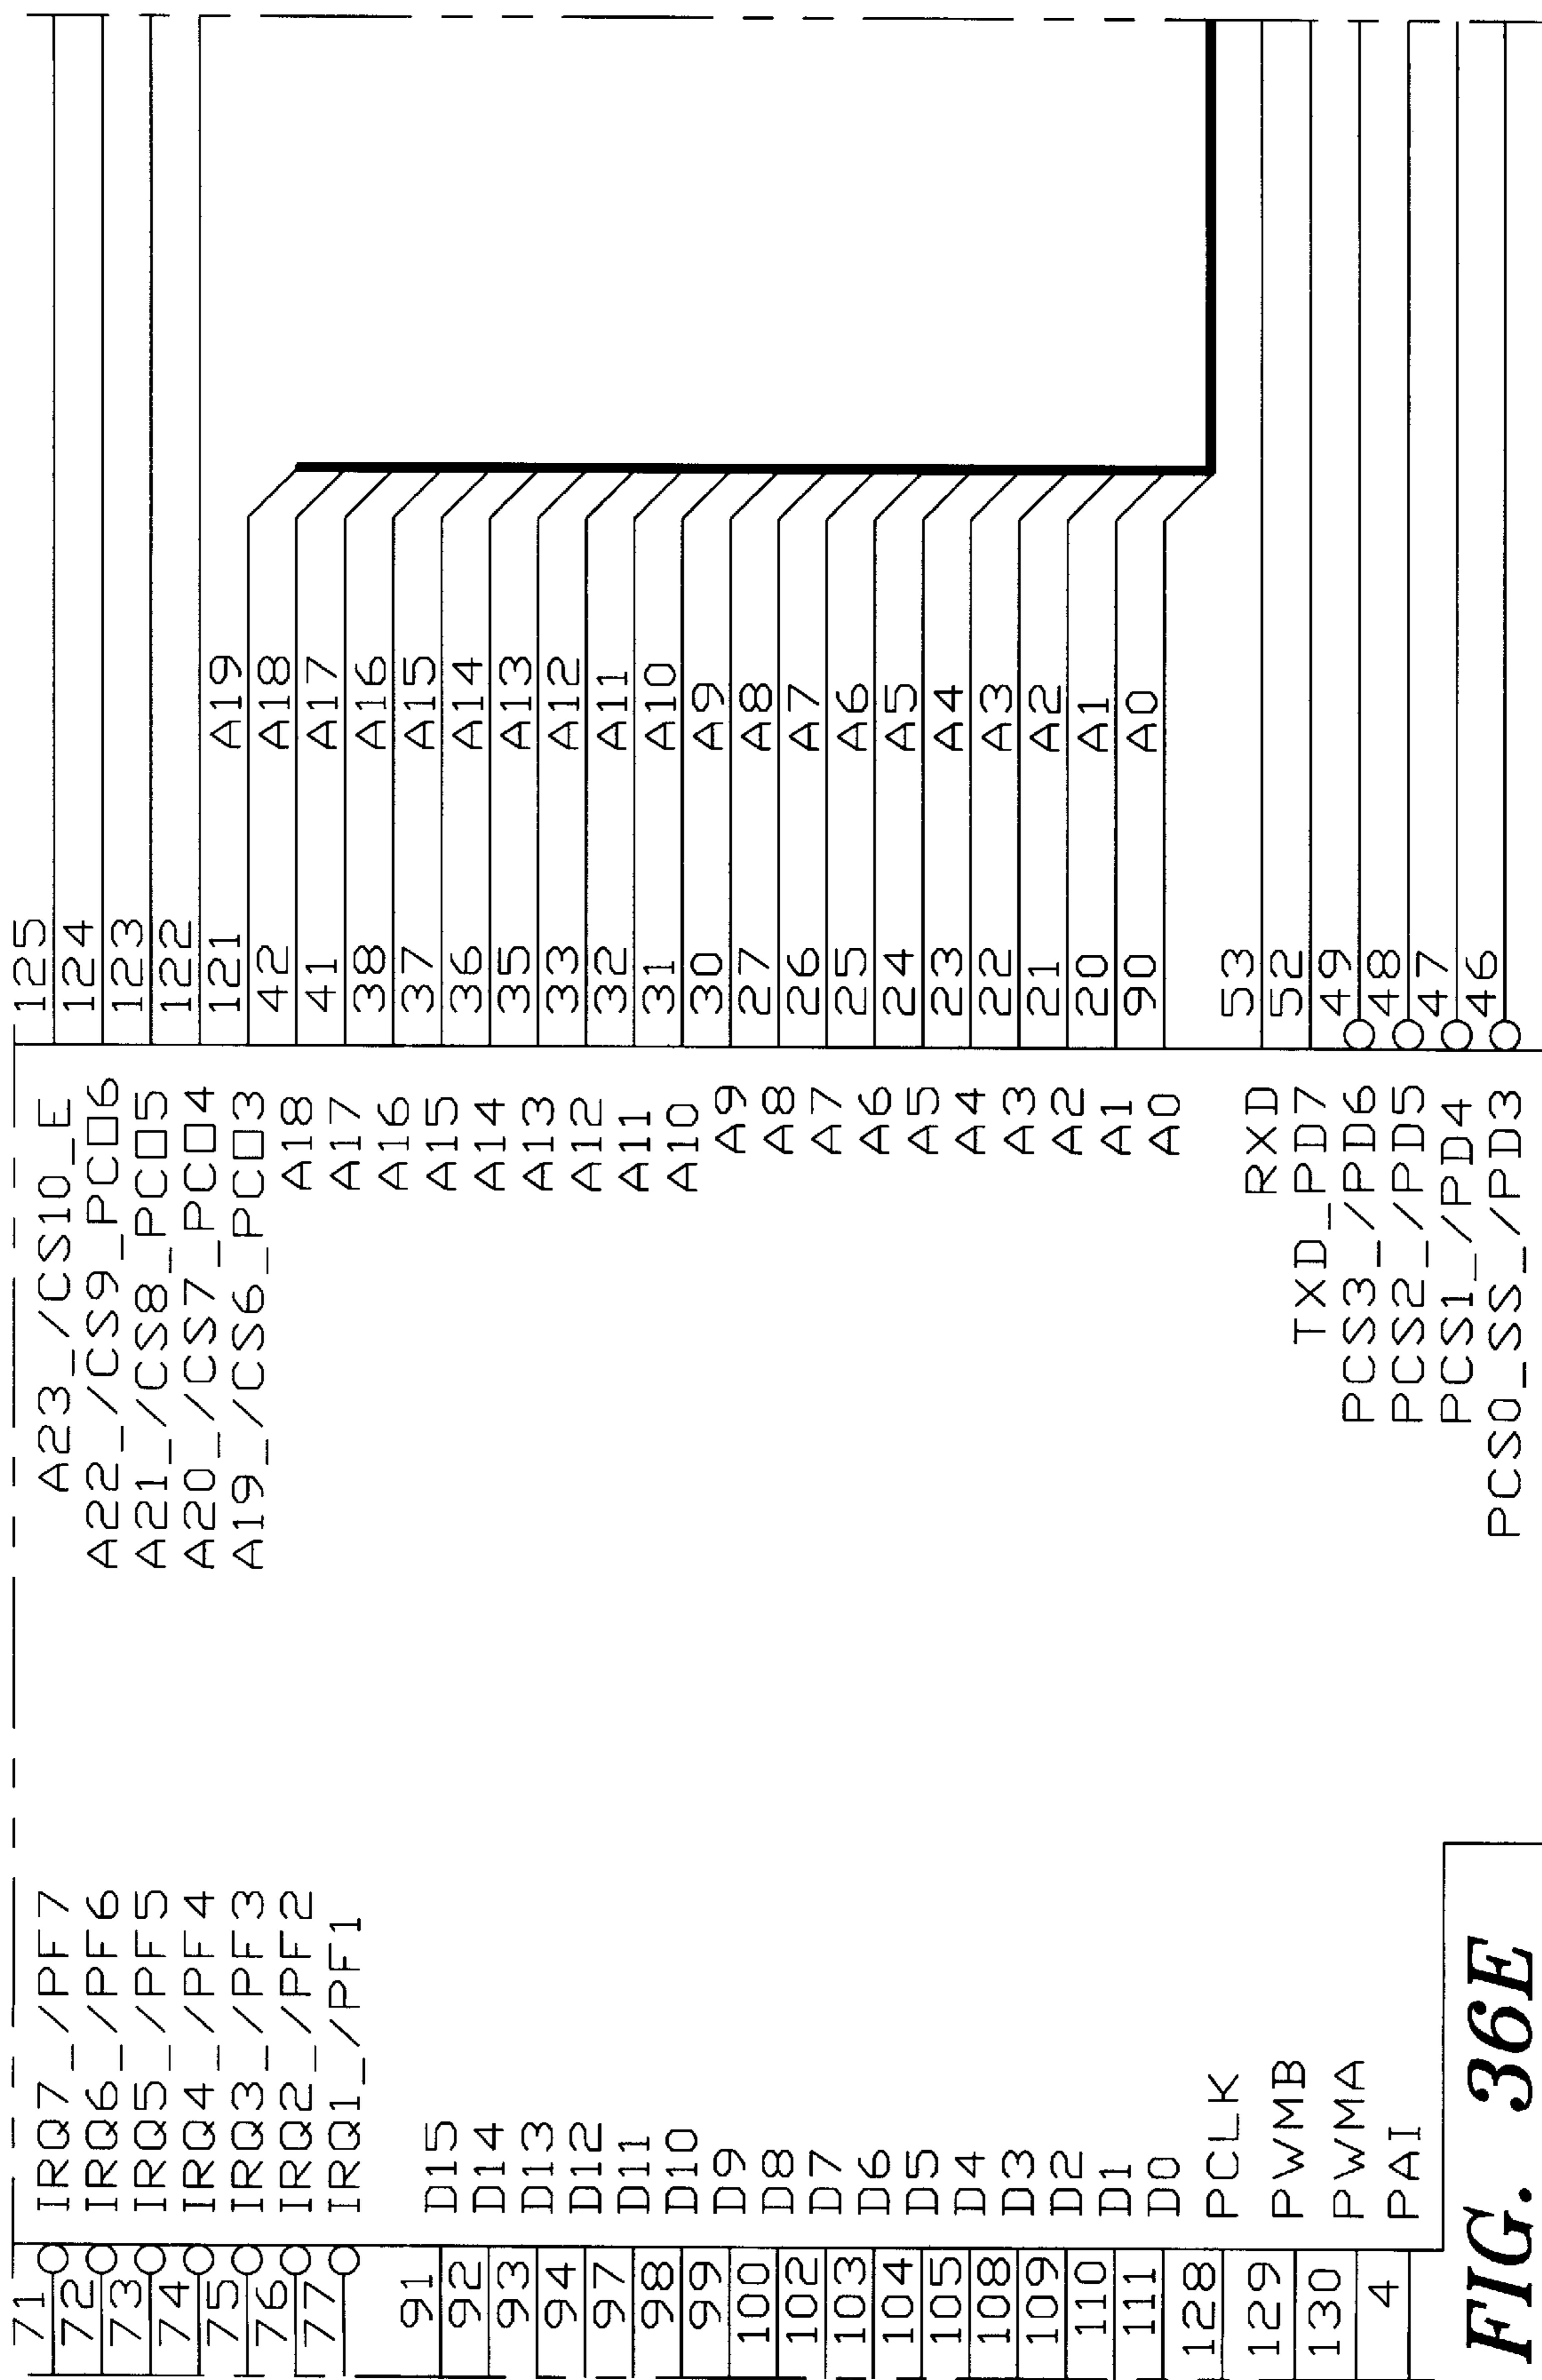 71 IRQ7_/PF7
72 IRQ6_/PF6
73 IRQ5_/PF5
74 IRQ4_/PF4
75 IRQ3_/PF3
76 IRQ2_/PF2
77 IRQ1_/PF1
91 D15
92 D14
93 D13
94 D12
97 D11
98 D10
99 D9
100 D8
102 D7
103 D6
104 D5
105 D4
108 D3
109 D2
110 D1
111 D0
128 PCLK
129 PWMB
130 PWMA
4 PAI
A23_/CS10_E 125
A22_/CS9_PCO6 124
A21_/CS8_PCO5 123
A20_/CS7_PCO4 122
A19_/CS6_PCO3 121 A19
A18 42 A18
A17 41 A17
A16 38 A16
A15 37 A15
A14 36 A14
A13 35 A13
A12 33 A12
A11 32 A11
A10 31 A10
A9 30 A9
A8 27 A8
A7 26 A7
A6 25 A6
A5 24 A5
A4 23 A4
A3 22 A3
A2 21 A2
A1 20 A1
A0 90 A0
RXD 53
TXD_PD7 52
PCS3_/PD6 49
PCS2_/PD5 48
PCS1_/PD4 47
PCS0_SS_/PD3 46
FIG. 36E